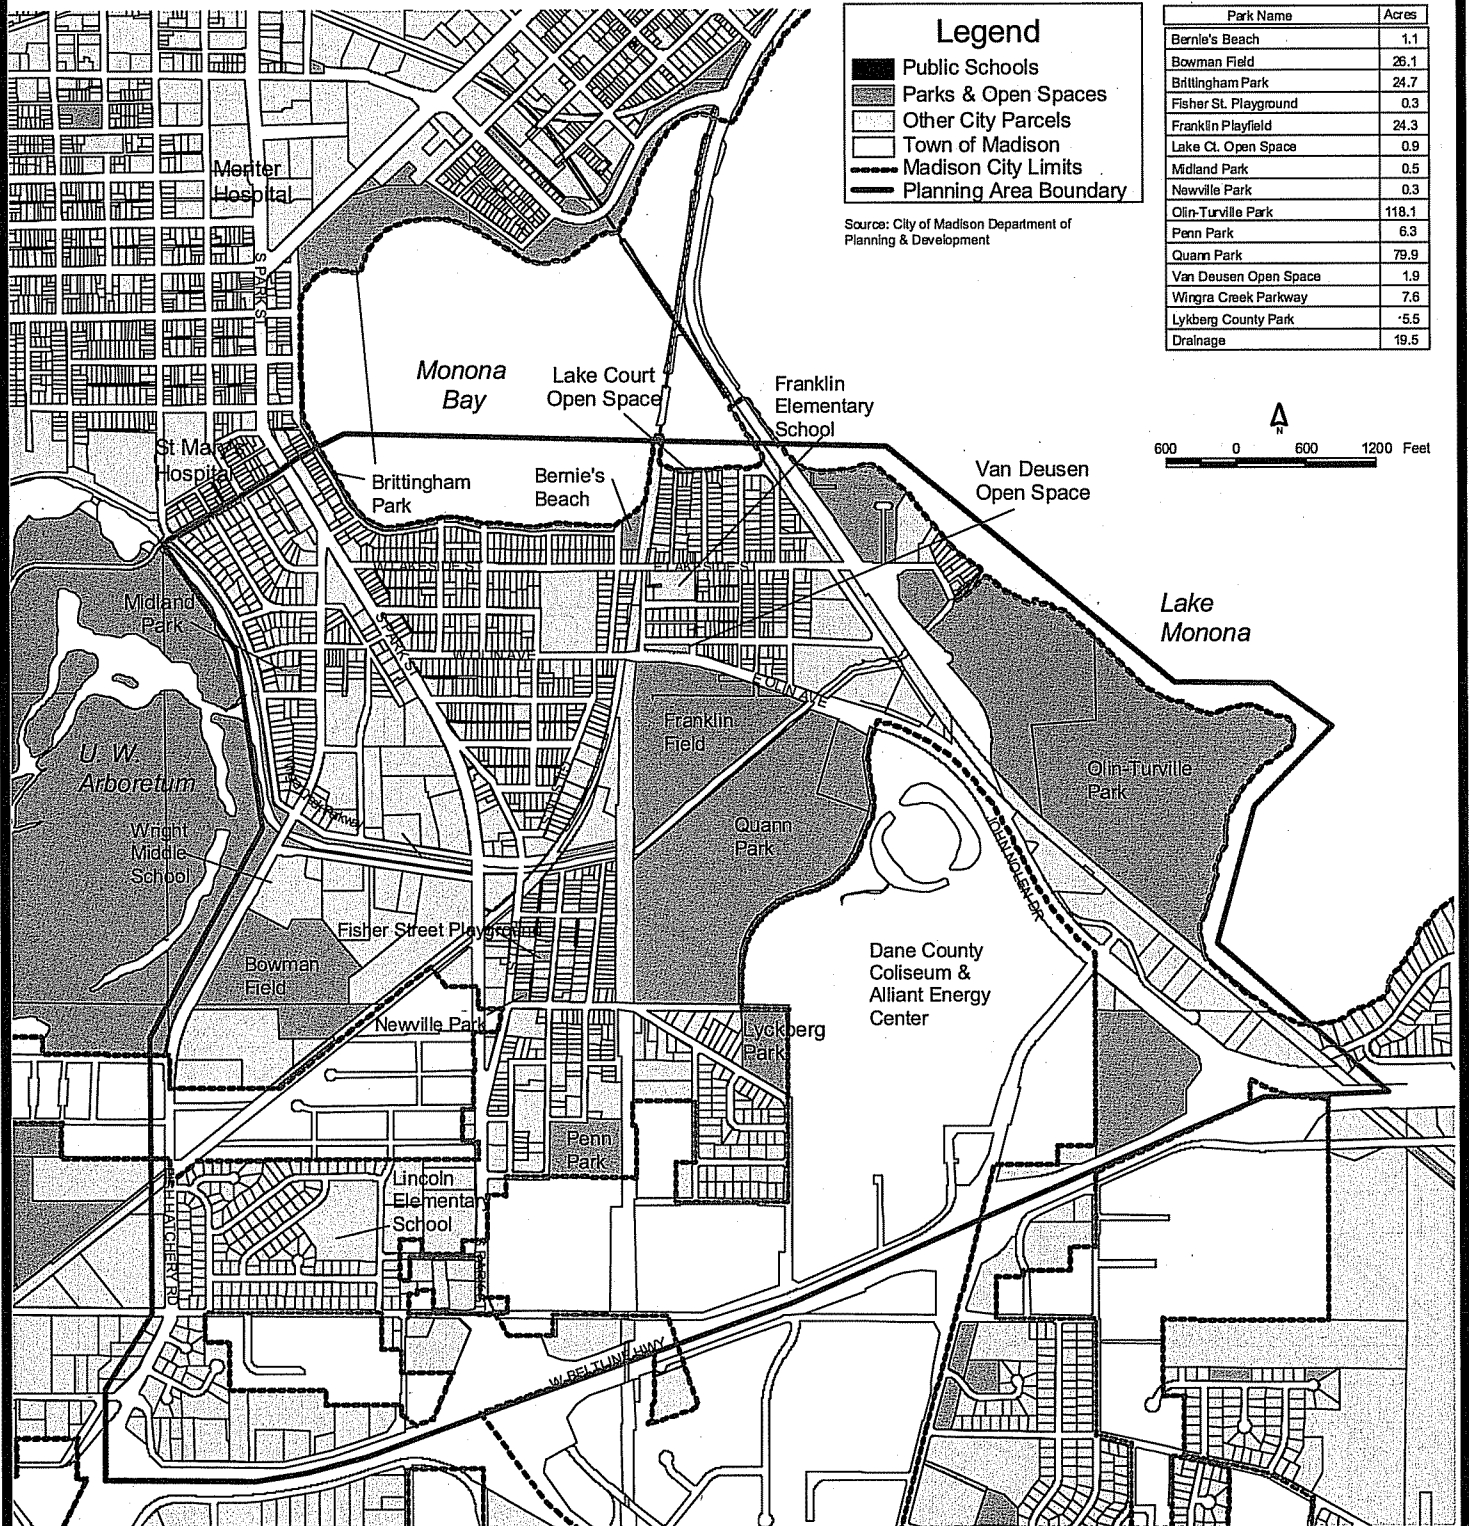 Legend
Public Schools
Parks & Open Spaces
Other City Parcels
Town of Madison
Madison City Limits
Planning Area Boundary
Source: City of Madison Department of
Planning & Development
Park Name Acres
Bernie's Beach 1.1
Bowman Field 26.1
Brittingham Park 24.7
Fisher St. Playground 0.3
Franklin Playfield 24.3
Lake Ct. Open Space 0.9
Midland Park 0.5
Newville Park 0.3
Olin-Turville Park 118.1
Penn Park 6.3
Quann Park 79.9
Van Deusen Open Space 1.9
Wingra Creek Parkway 7.6
Lykberg County Park 5.5
Drainage 19.5
N
600 0 600 1200 Feet
Meriter
Hospital
S PARK ST
Monona
Bay
Lake Court
Open Space
Franklin
Elementary
School
St Mary's
Hospital
Brittingham
Park
Bernie's
Beach
Van Deusen
Open Space
W LAKESIDE ST
E LAKESIDE ST
Midland
Park
S PARK ST
W OLIN AVE
E OLIN AVE
Lake
Monona
Franklin
Field
U. W.
Arboretum
Olin-Turville
Park
Quann
Park
JOHN NOLEN DR
Wright
Middle
School
Fisher Street Playground
Bowman
Field
Dane County
Coliseum &
Alliant Energy
Center
Newville Park
Lyckberg
Park
Penn
Park
Lincoln
Elementary
School
FISH HATCHERY RD
W BELTLINE HWY